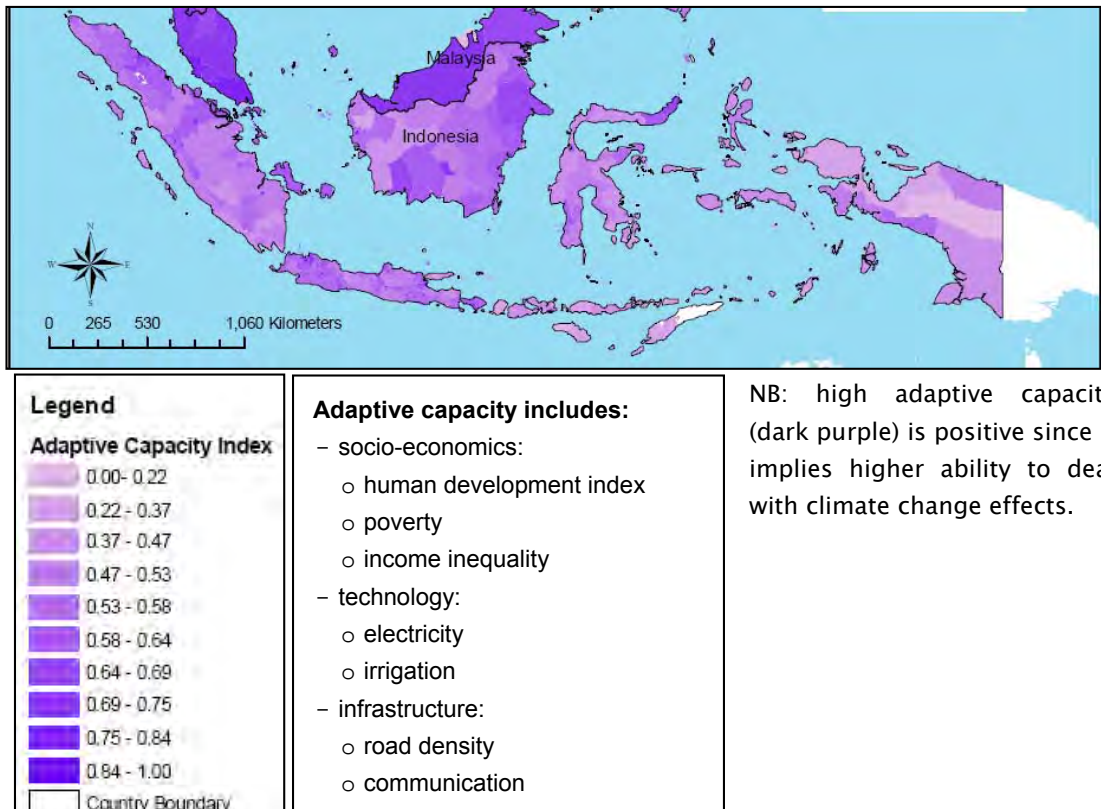 Malaysia
Indonesia
N
W E
S
0 265 530 1,060 Kilometers
Legend
Adaptive Capacity Index
0.00- 0.22
0.22 - 0.37
0.37 - 0.47
0.47 - 0.53
0.53 - 0.58
0.58 - 0.64
0.64 - 0.69
0.69 - 0.75
0.75 - 0.84
0.84 - 1.00
Country Boundary
Adaptive capacity includes:
– socio-economics:
o human development index
o poverty
o income inequality
– technology:
o electricity
o irrigation
– infrastructure:
o road density
o communication
NB: high adaptive capacit
(dark purple) is positive since
implies higher ability to dea
with climate change effects.